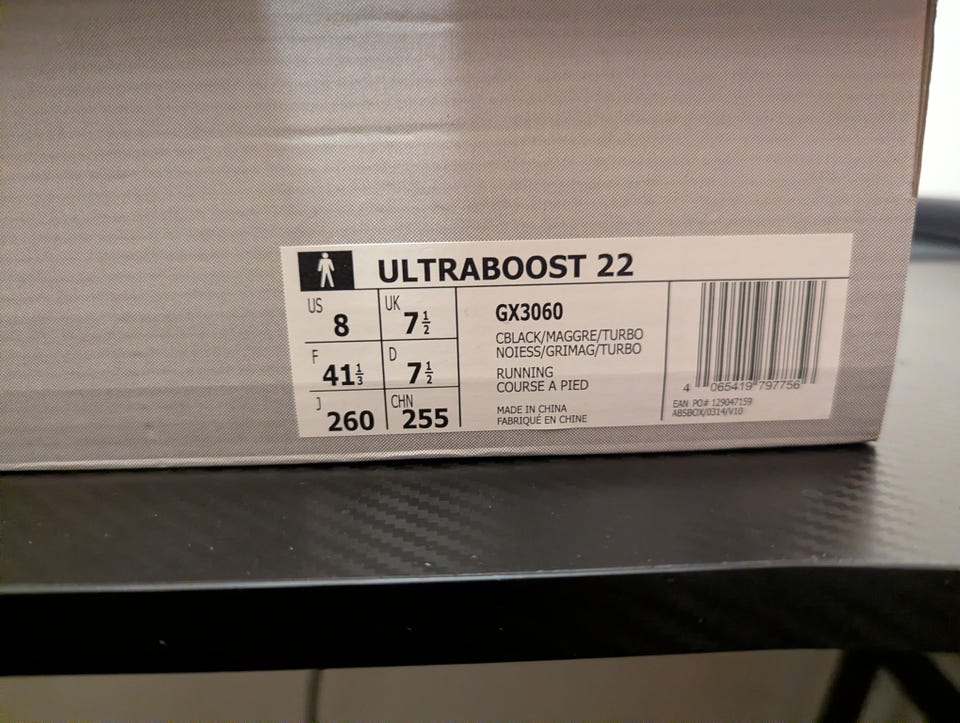 ULTRABOOST 22
US 8 UK 7½
F 41⅓ D 7½
J 260 CHN 255
GX3060
CBLACK/MAGGRE/TURBO
NOIESS/GRIMAG/TURBO
RUNNING
COURSE A PIED
MADE IN CHINA
FABRIQUÉ EN CHINE
4 065419 797756
EAN PO# 129047159
ABSBOX/0314/V10